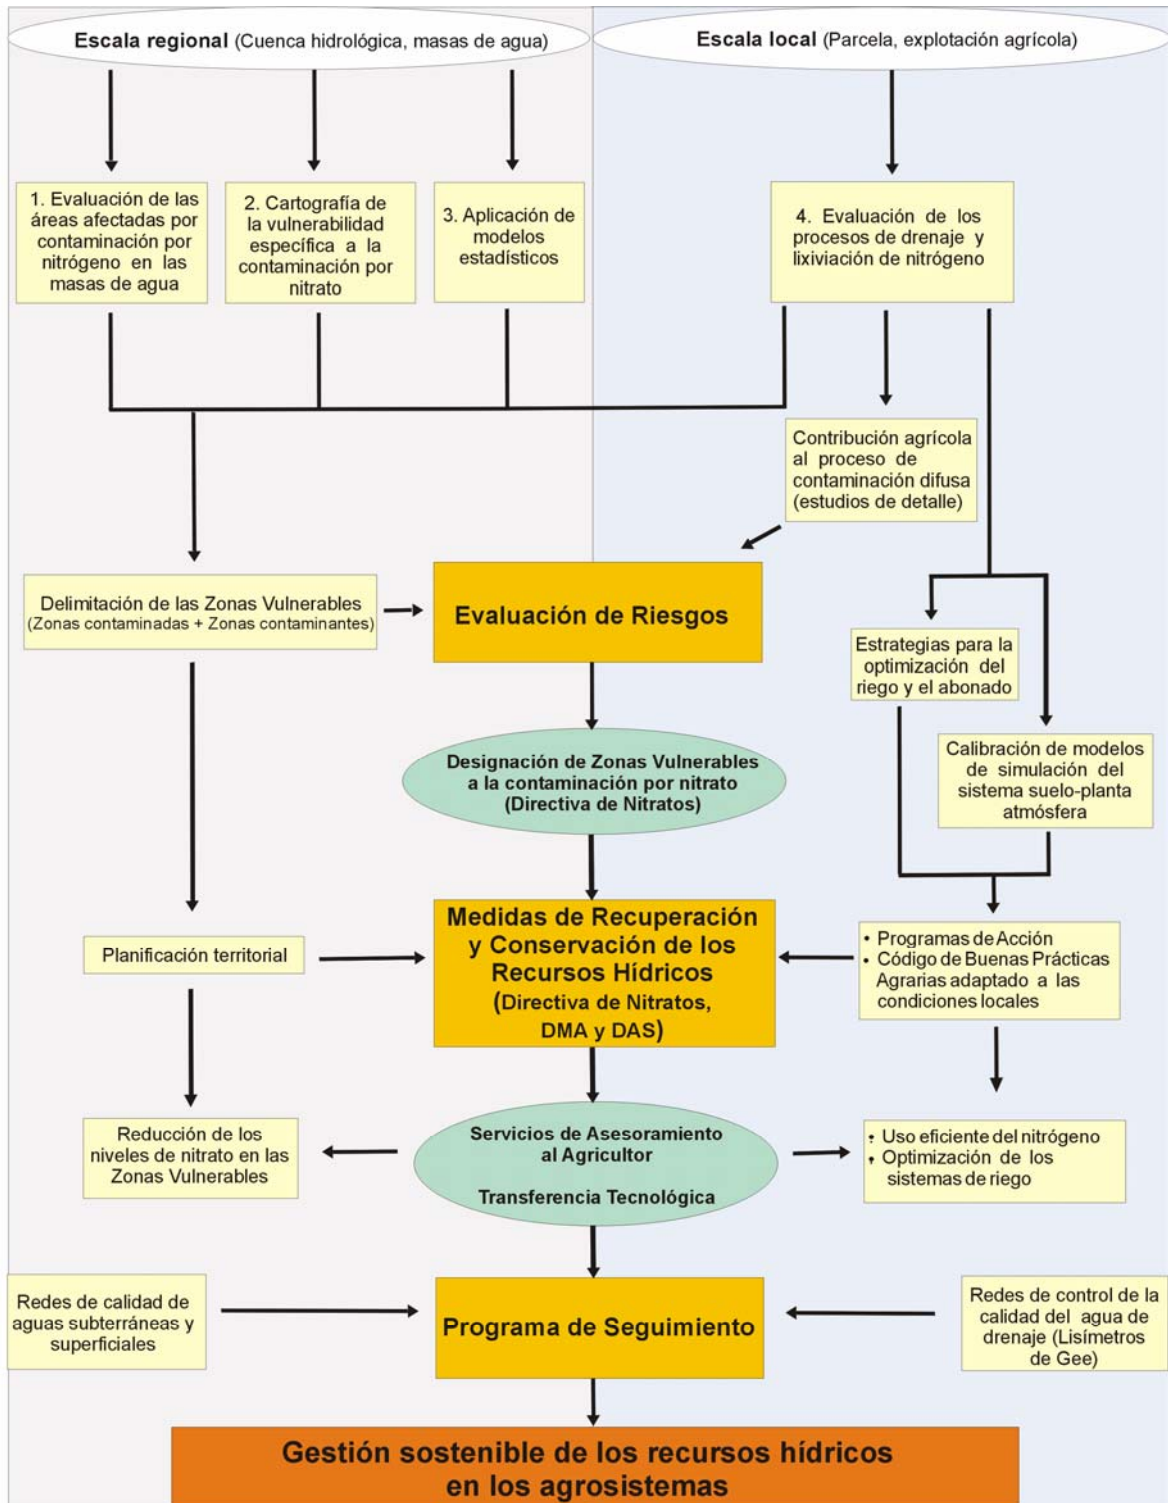 Escala regional (Cuenca hidrológica, masas de agua)
Escala local (Parcela, explotación agrícola)
1. Evaluación de las
áreas afectadas por
contaminación por
nitrógeno en las
masas de agua
2. Cartografía de
la vulnerabilidad
específica a la
contaminación por
nitrato
3. Aplicación de
modelos
estadísticos
4. Evaluación de los
procesos de drenaje y
lixiviación de nitrógeno
Contribución agrícola
al proceso de
contaminación difusa
(estudios de detalle)
Delimitación de las Zonas Vulnerables
(Zonas contaminadas + Zonas contaminantes)
Evaluación de Riesgos
Estrategias para la
optimización del
riego y el abonado
Designación de Zonas Vulnerables
a la contaminación por nitrato
(Directiva de Nitratos)
Calibración de modelos
de simulación del
sistema suelo-planta
atmósfera
Planificación territorial
Medidas de Recuperación
y Conservación de los
Recursos Hídricos
(Directiva de Nitratos,
DMA y DAS)
• Programas de Acción
• Código de Buenas Prácticas
Agrarias adaptado a las
condiciones locales
Reducción de los
niveles de nitrato en las
Zonas Vulnerables
Servicios de Asesoramiento
al Agricultor
Transferencia Tecnológica
• Uso eficiente del nitrógeno
• Optimización de los
sistemas de riego
Redes de calidad de
aguas subterráneas y
superficiales
Programa de Seguimiento
Redes de control de la
calidad del agua de
drenaje (Lisímetros
de Gee)
Gestión sostenible de los recursos hídricos
en los agrosistemas